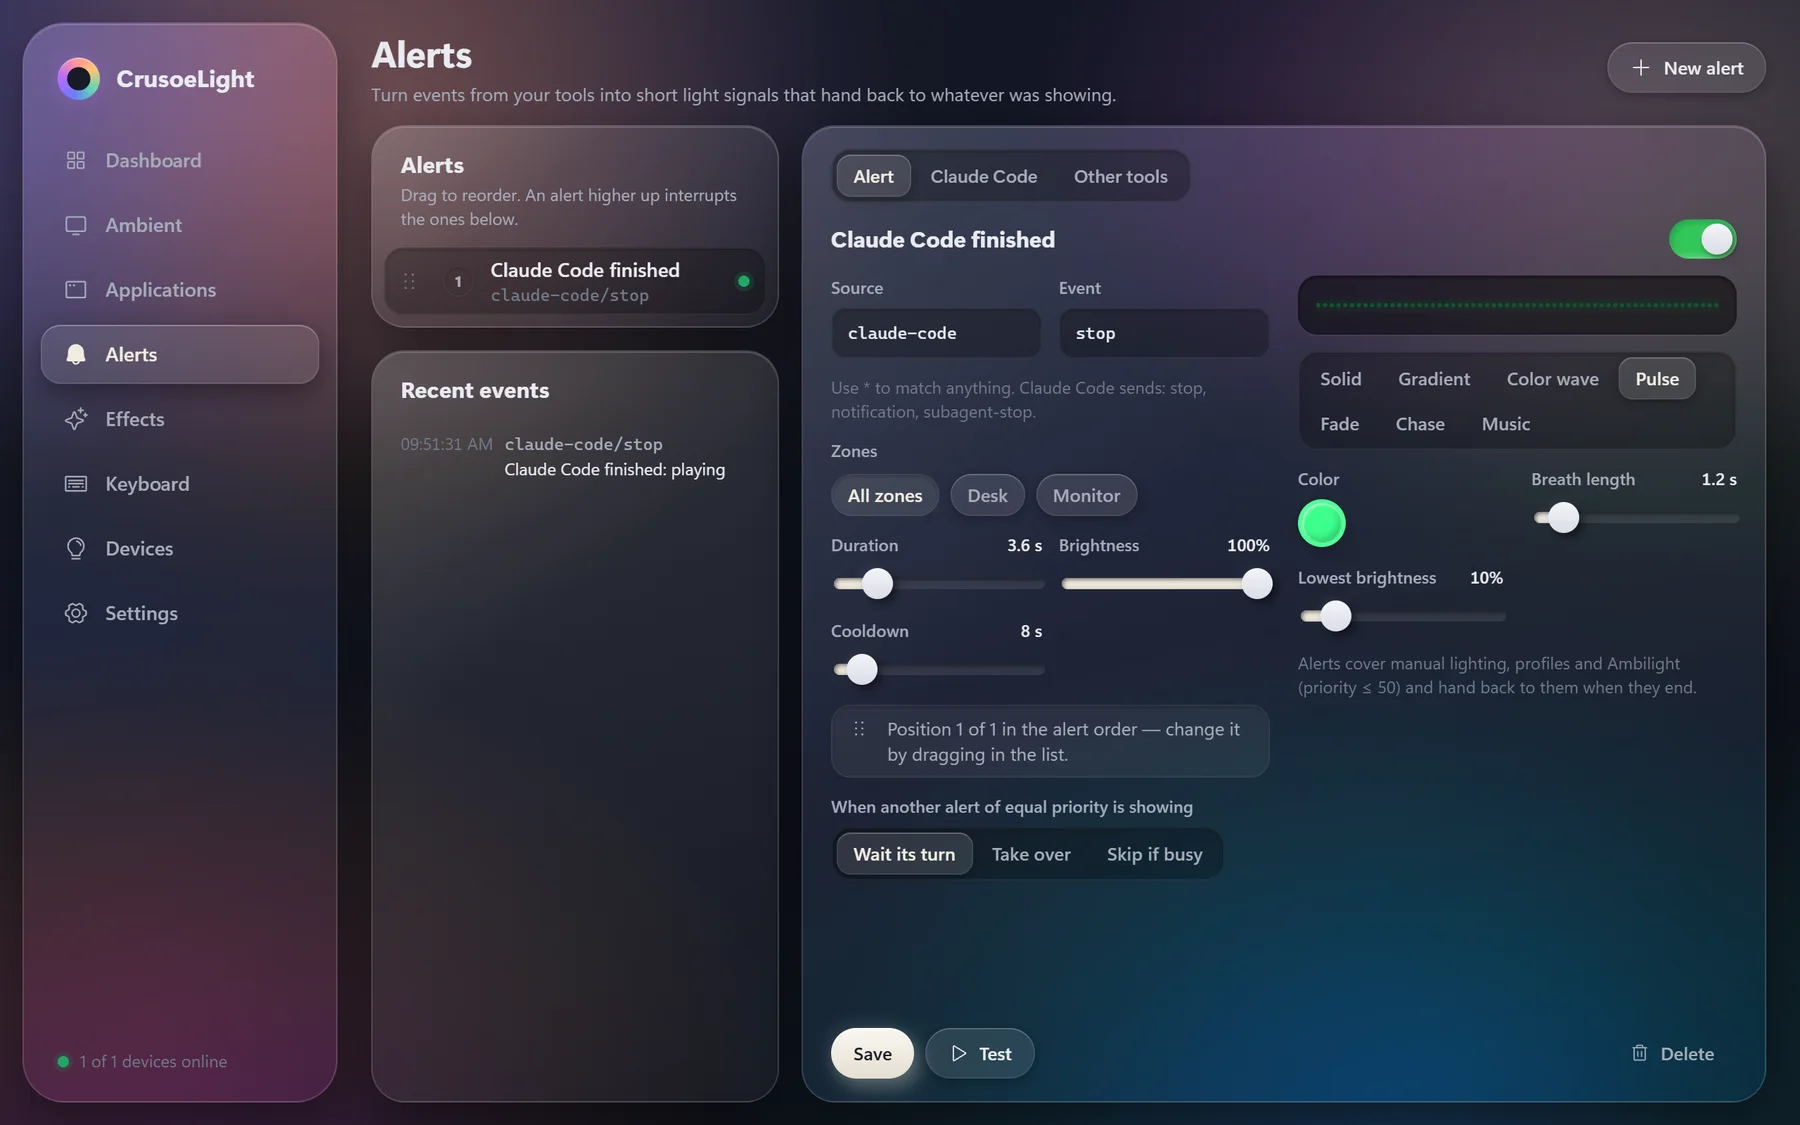 CrusoeLight
Dashboard
Ambient
Applications
Alerts
Effects
Keyboard
Devices
Settings
1 of 1 devices online
Alerts
Turn events from your tools into short light signals that hand back to whatever was showing.
New alert
Alerts
Drag to reorder. An alert higher up interrupts
the ones below.
1
Claude Code finished
claude-code/stop
Recent events
09:51:31 AM claude-code/stop
Claude Code finished: playing
Alert Claude Code Other tools
Claude Code finished
Source Event
claude-code stop
Use * to match anything. Claude Code sends: stop,
notification, subagent-stop.
Zones
All zones Desk Monitor
Duration 3.6 s Brightness 100%
Cooldown 8 s
Position 1 of 1 in the alert order — change it
by dragging in the list.
When another alert of equal priority is showing
Wait its turn Take over Skip if busy
Solid Gradient Color wave Pulse
Fade Chase Music
Color Breath length 1.2 s
Lowest brightness 10%
Alerts cover manual lighting, profiles and Ambilight
(priority ≤ 50) and hand back to them when they end.
Save Test Delete